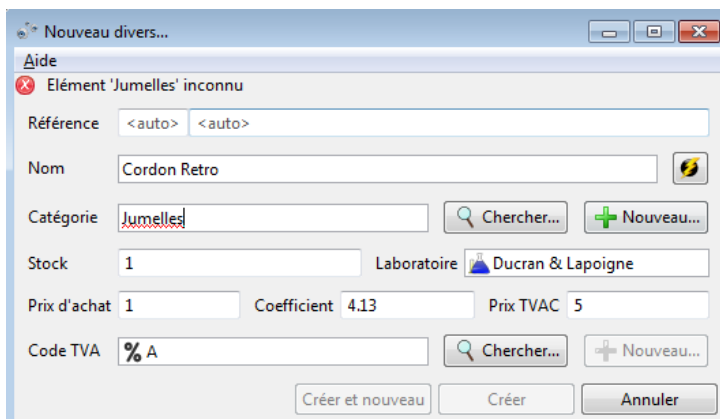 Nouveau divers...
Aide
Elément 'Jumelles' inconnu
Référence <auto> <auto>
Nom Cordon Retro
Catégorie Jumelles Chercher... Nouveau...
Stock 1 Laboratoire Ducran & Lapoigne
Prix d'achat 1 Coefficient 4.13 Prix TVAC 5
Code TVA % A Chercher... Nouveau...
Créer et nouveau Créer Annuler